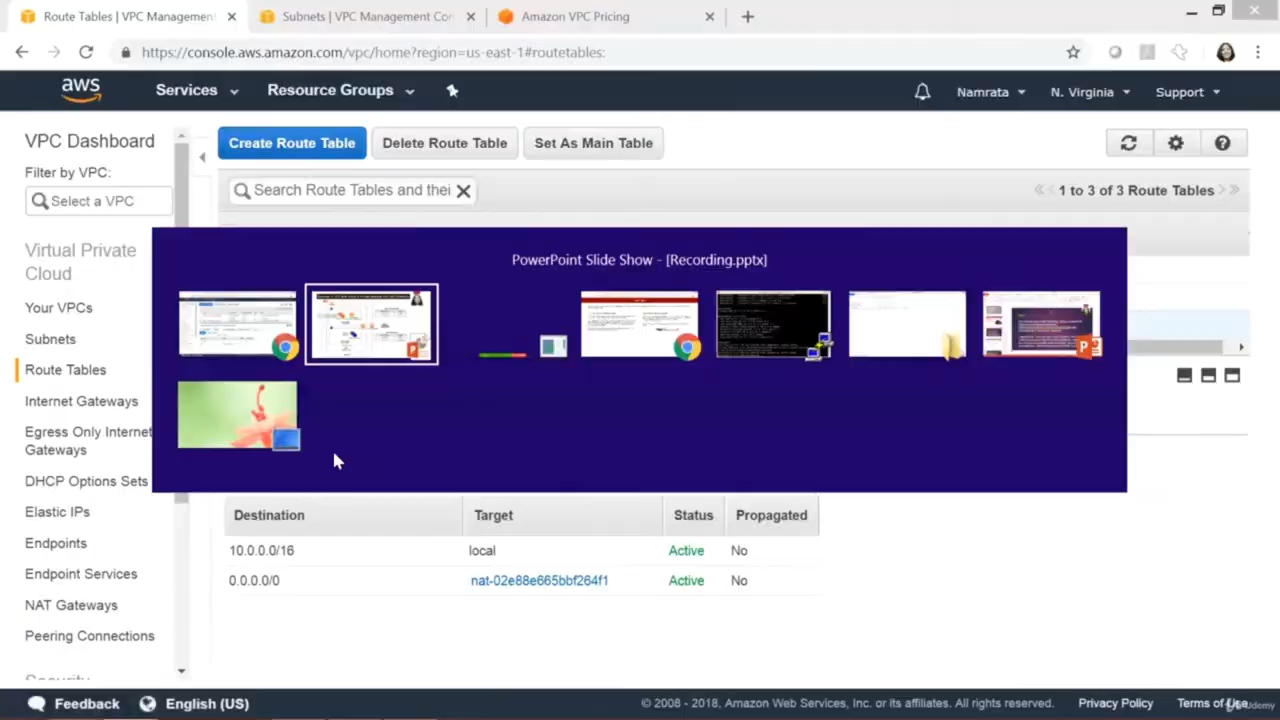 Route Tables | VPC Management
Subnets | VPC Management Con
Amazon VPC Pricing
https://console.aws.amazon.com/vpc/home?region=us-east-1#routetables:
aws
Services
Resource Groups
Namrata
N. Virginia
Support
VPC Dashboard
Filter by VPC:
Select a VPC
Create Route Table
Delete Route Table
Set As Main Table
Search Route Tables and thei
1 to 3 of 3 Route Tables
Virtual Private
Cloud
Your VPCs
Subnets
Route Tables
Internet Gateways
Egress Only Internet
Gateways
DHCP Options Sets
Elastic IPs
Endpoints
Endpoint Services
NAT Gateways
Peering Connections
Security
PowerPoint Slide Show - [Recording.pptx]
Destination Target Status Propagated
10.0.0.0/16 local Active No
0.0.0.0/0 nat-02e88e665bbf264f1 Active No
Feedback
English (US)
© 2008 - 2018, Amazon Web Services, Inc. or its affiliates. All rights reserved.
Privacy Policy
Terms of Use
Udemy